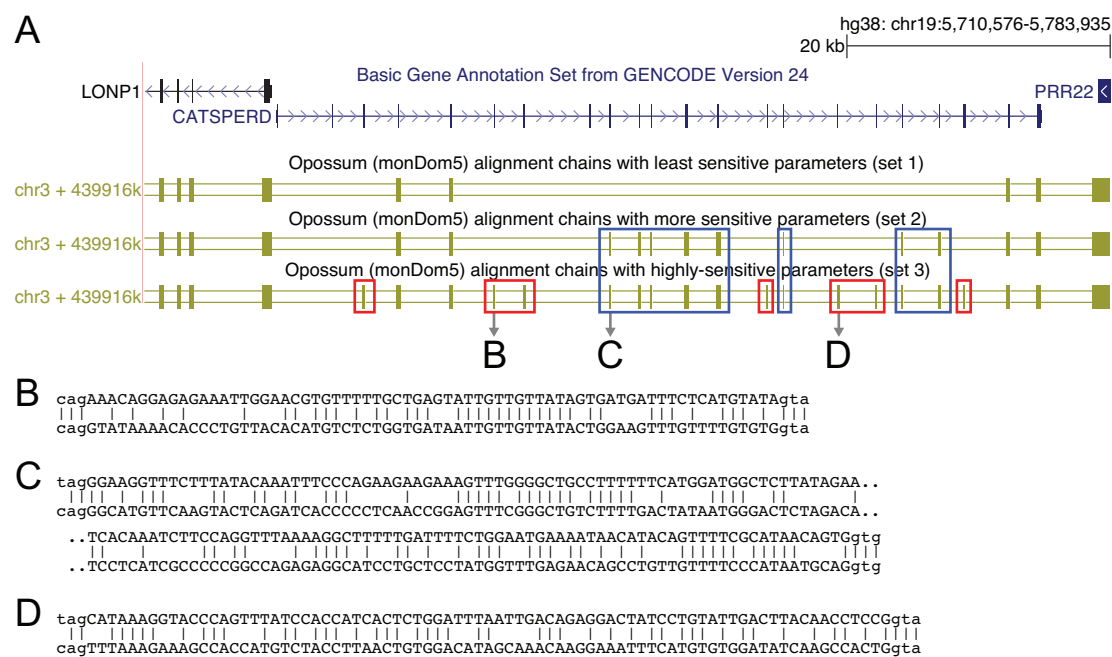 A
hg38: chr19:5,710,576-5,783,935
20 kb
Basic Gene Annotation Set from GENCODE Version 24
LONP1
PRR22
CATSPERD
Opossum (monDom5) alignment chains with least sensitive parameters (set 1)
chr3 + 439916k
Opossum (monDom5) alignment chains with more sensitive parameters (set 2)
chr3 + 439916k
Opossum (monDom5) alignment chains with highly-sensitive parameters (set 3)
chr3 + 439916k
B C D
B
cagAAACAGGAGAGAAATTGGAACGTGTTTTTGCTGAGTATTGTTGTTATAGTGATGATTTCTCATGTATAgta
cagGTATAAAACACCCTGTTACACATGTCTCTGGTGATAATTGTTGTTATACTGGAAGTTTGTTTTGTGTGgta
C
tagGGAAGGTTTCTTTATACAAATTTCCCAGAAGAAGAAAGTTTGGGGCTGCCTTTTTTCATGGATGGCTCTTATAGAA..
cagGGCATGTTCAAGTACTCAGATCACCCCCTCAACCGGAGTTTCGGGCTGTCTTTTGACTATAATGGGACTCTAGACA..
..TCACAAATCTTCCAGGTTTAAAAGGCTTTTTGATTTTCTGGAATGAAAATAACATACAGTTTTCGCATAACAGTGgtg
..TCCTCATCGCCCCCGGCCAGAGAGGCATCCTGCTCCTATGGTTTGAGAACAGCCTGTTGTTTTCCCATAATGCAGgtg
D
tagCATAAAGGTACCCAGTTTATCCACCATCACTCTGGATTTAATTGACAGAGGACTATCCTGTATTGACTTACAACCTCCGgta
cagTTTAAAGAAAGCCACCATGTCTACCTTAACTGTGGACATAGCAAACAAGGAAATTTCATGTGTGGATATCAAGCCACTGgta